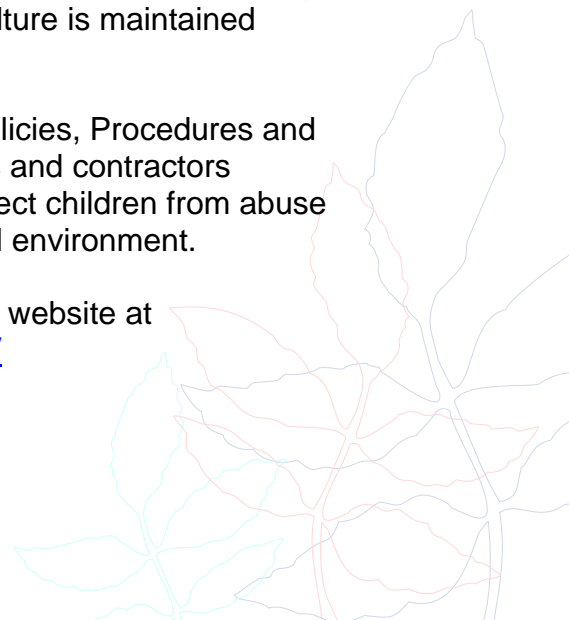 lture is maintained
licies, Procedures and
s and contractors
ect children from abuse
l environment.
website at